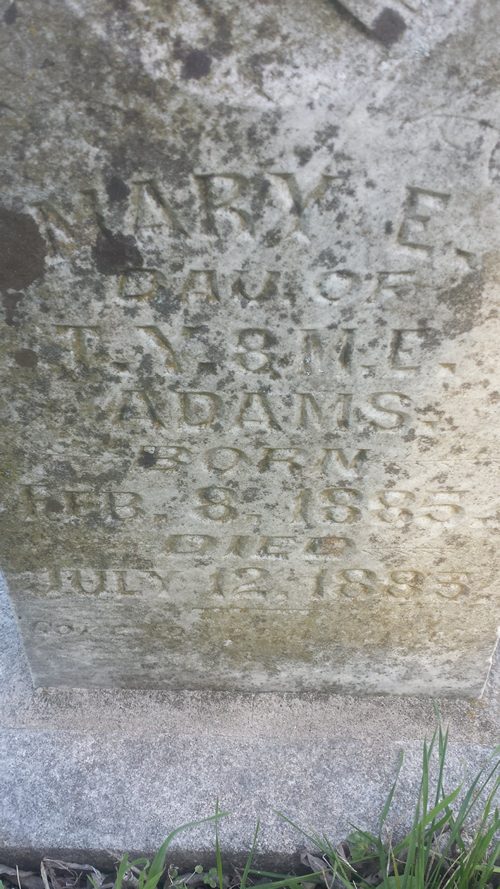 MARY E.
DAU. OF
T. Y. & M. E.
ADAMS.
BORN
FEB. 8, 1885.
DIED
JULY 12, 1885.